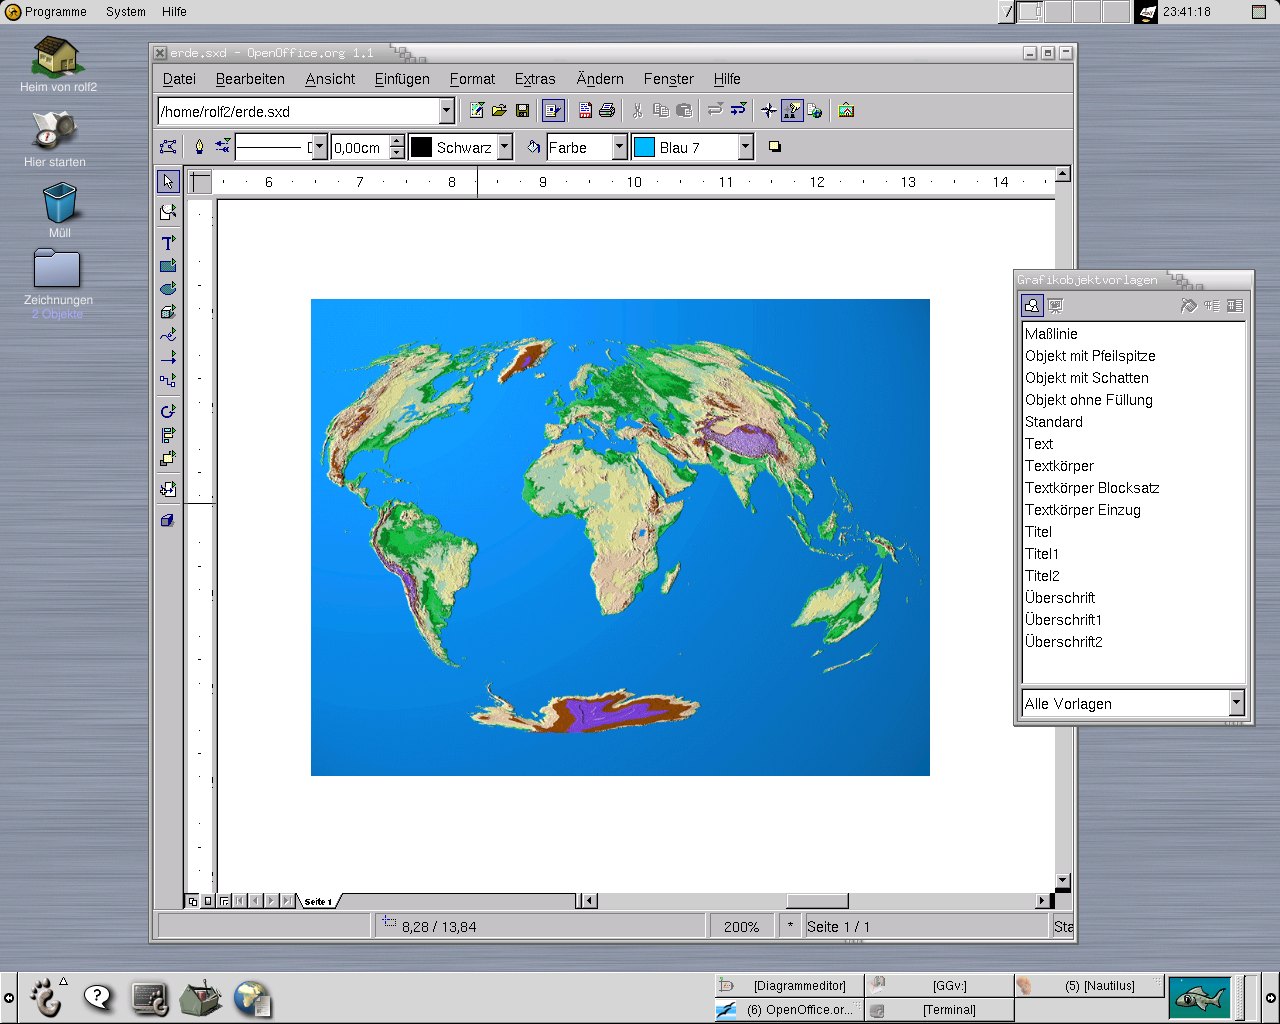 Programme System Hilfe 23:41:18
Heim von rolf2
Hier starten
Müll
Zeichnungen
2 Objekte
erde.sxd - OpenOffice.org 1.1
Datei Bearbeiten Ansicht Einfügen Format Extras Ändern Fenster Hilfe
/home/rolf2/erde.sxd
0,00cm Schwarz Farbe Blau 7
6 7 8 9 10 11 12 13 14
Grafikobjektvorlagen
Maßlinie
Objekt mit Pfeilspitze
Objekt mit Schatten
Objekt ohne Füllung
Standard
Text
Textkörper
Textkörper Blocksatz
Textkörper Einzug
Titel
Titel1
Titel2
Überschrift
Überschrift1
Überschrift2
Alle Vorlagen
Seite 1
8,28 / 13,84 200% * Seite 1 / 1 Sta
[Diagrammeditor] [GGv:] (5) [Nautilus]
(6) OpenOffice.or... [Terminal]